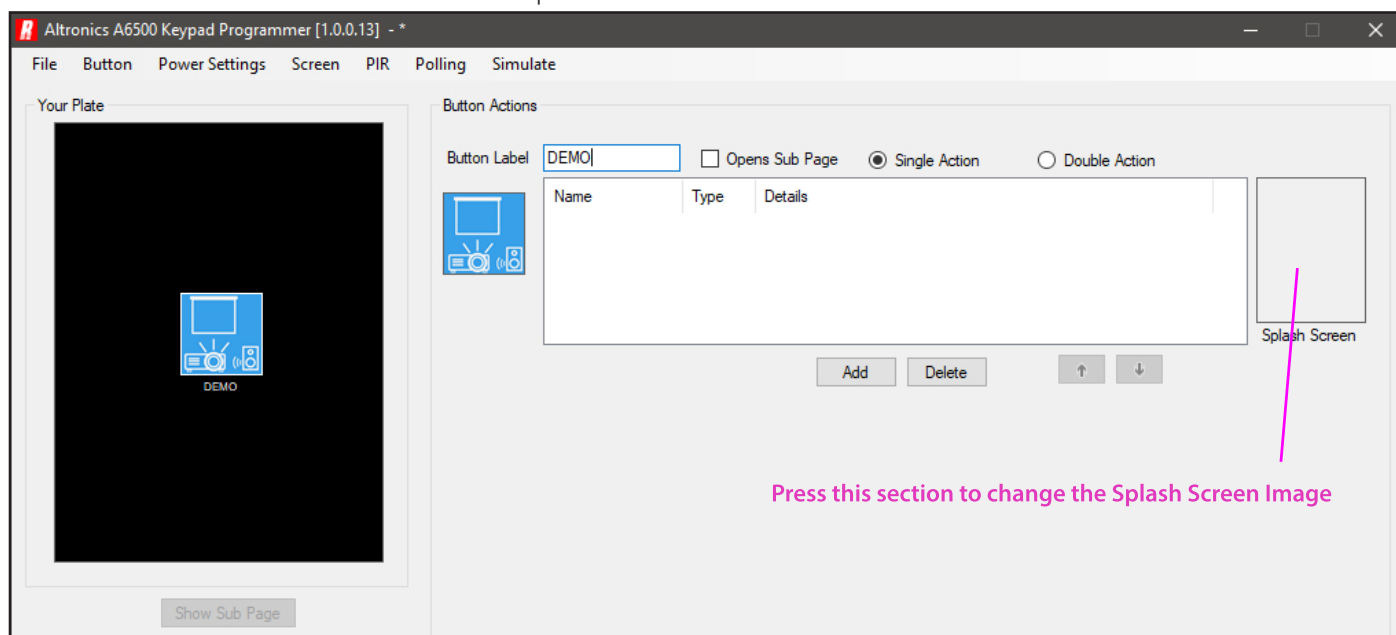 Altronics A6500 Keypad Programmer [1.0.0.13] - *
File Button Power Settings Screen PIR Polling Simulate
Your Plate
Button Actions
Button Label DEMO Opens Sub Page Single Action Double Action
Name Type Details
Splash Screen
Add Delete
DEMO
Press this section to change the Splash Screen Image
Show Sub Page